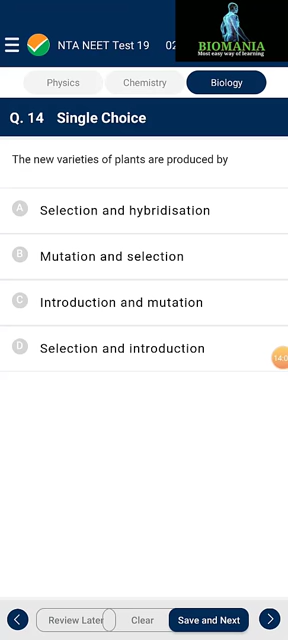 NTA NEET Test 19 02
BIOMANIA
Most easy way of learning
Physics Chemistry Biology
Q. 14 Single Choice
The new varieties of plants are produced by
A Selection and hybridisation
B Mutation and selection
C Introduction and mutation
D Selection and introduction
14:0
Review Later Clear Save and Next